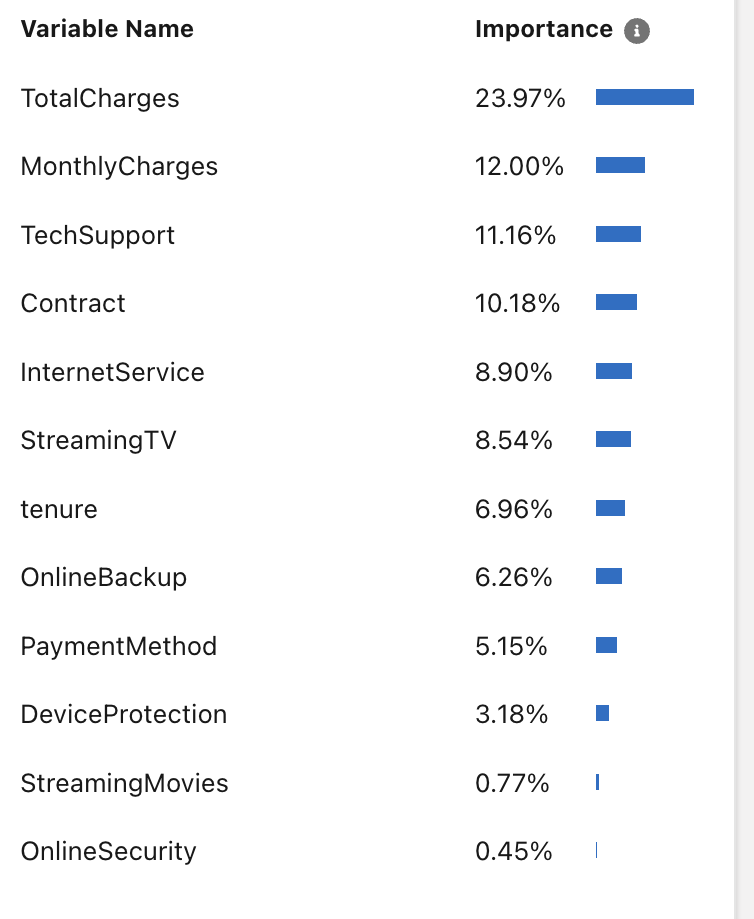 Variable Name Importance
TotalCharges 23.97%
MonthlyCharges 12.00%
TechSupport 11.16%
Contract 10.18%
InternetService 8.90%
StreamingTV 8.54%
tenure 6.96%
OnlineBackup 6.26%
PaymentMethod 5.15%
DeviceProtection 3.18%
StreamingMovies 0.77%
OnlineSecurity 0.45%